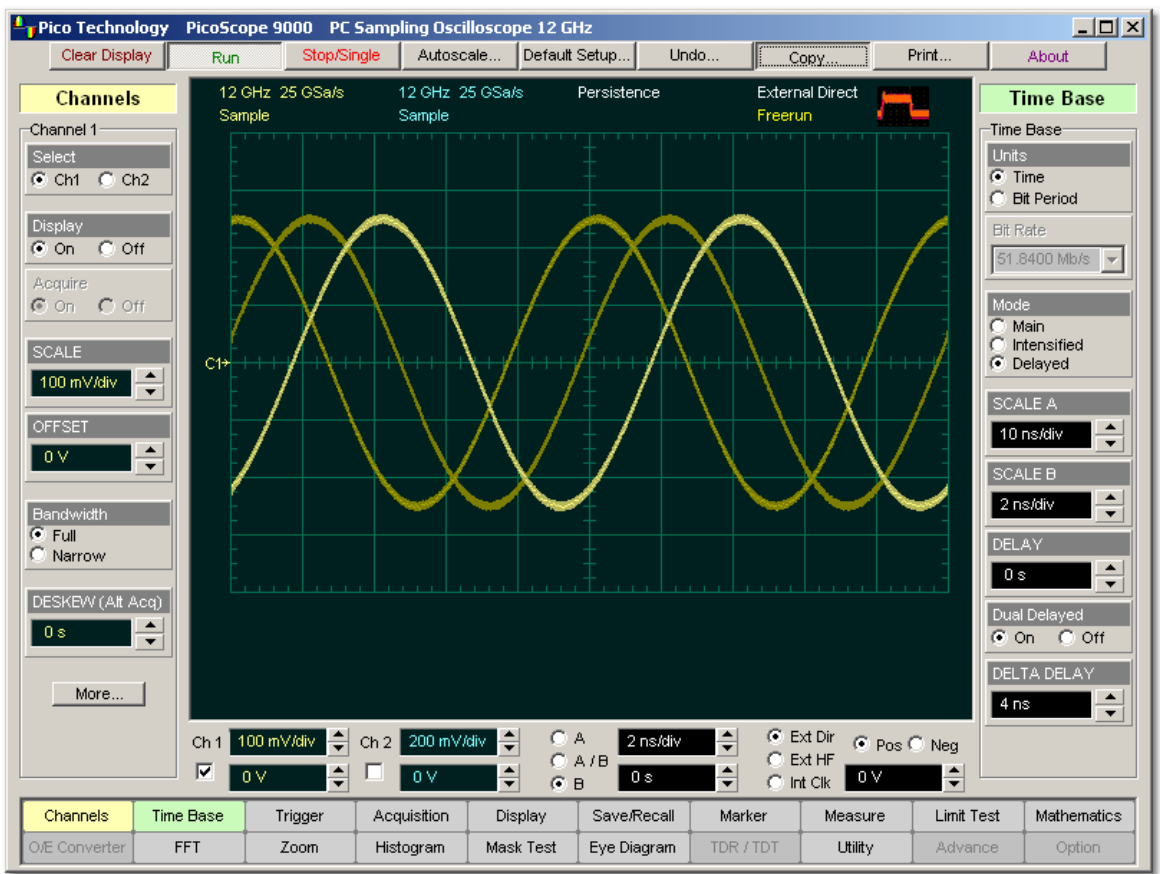 Pico Technology PicoScope 9000 PC Sampling Oscilloscope 12 GHz
Clear Display Run Stop/Single Autoscale... Default Setup... Undo... Copy... Print... About
Channels
Channel 1
Select
Ch1 Ch2
Display
On Off
Acquire
On Off
SCALE
100 mV/div
OFFSET
0 V
Bandwidth
Full
Narrow
DESKEW (Alt Acq)
0 s
More...
12 GHz 25 GSa/s 12 GHz 25 GSa/s Persistence External Direct
Sample Sample Freerun
C1
Time Base
Time Base
Units
Time
Bit Period
Bit Rate
51.8400 Mb/s
Mode
Main
Intensified
Delayed
SCALE A
10 ns/div
SCALE B
2 ns/div
DELAY
0 s
Dual Delayed
On Off
DELTA DELAY
4 ns
Ch 1 100 mV/div Ch 2 200 mV/div A 2 ns/div Ext Dir Pos Neg
A / B Ext HF
0 V 0 V B 0 s Int Clk 0 V
Channels Time Base Trigger Acquisition Display Save/Recall Marker Measure Limit Test Mathematics
O/E Converter FFT Zoom Histogram Mask Test Eye Diagram TDR / TDT Utility Advance Option